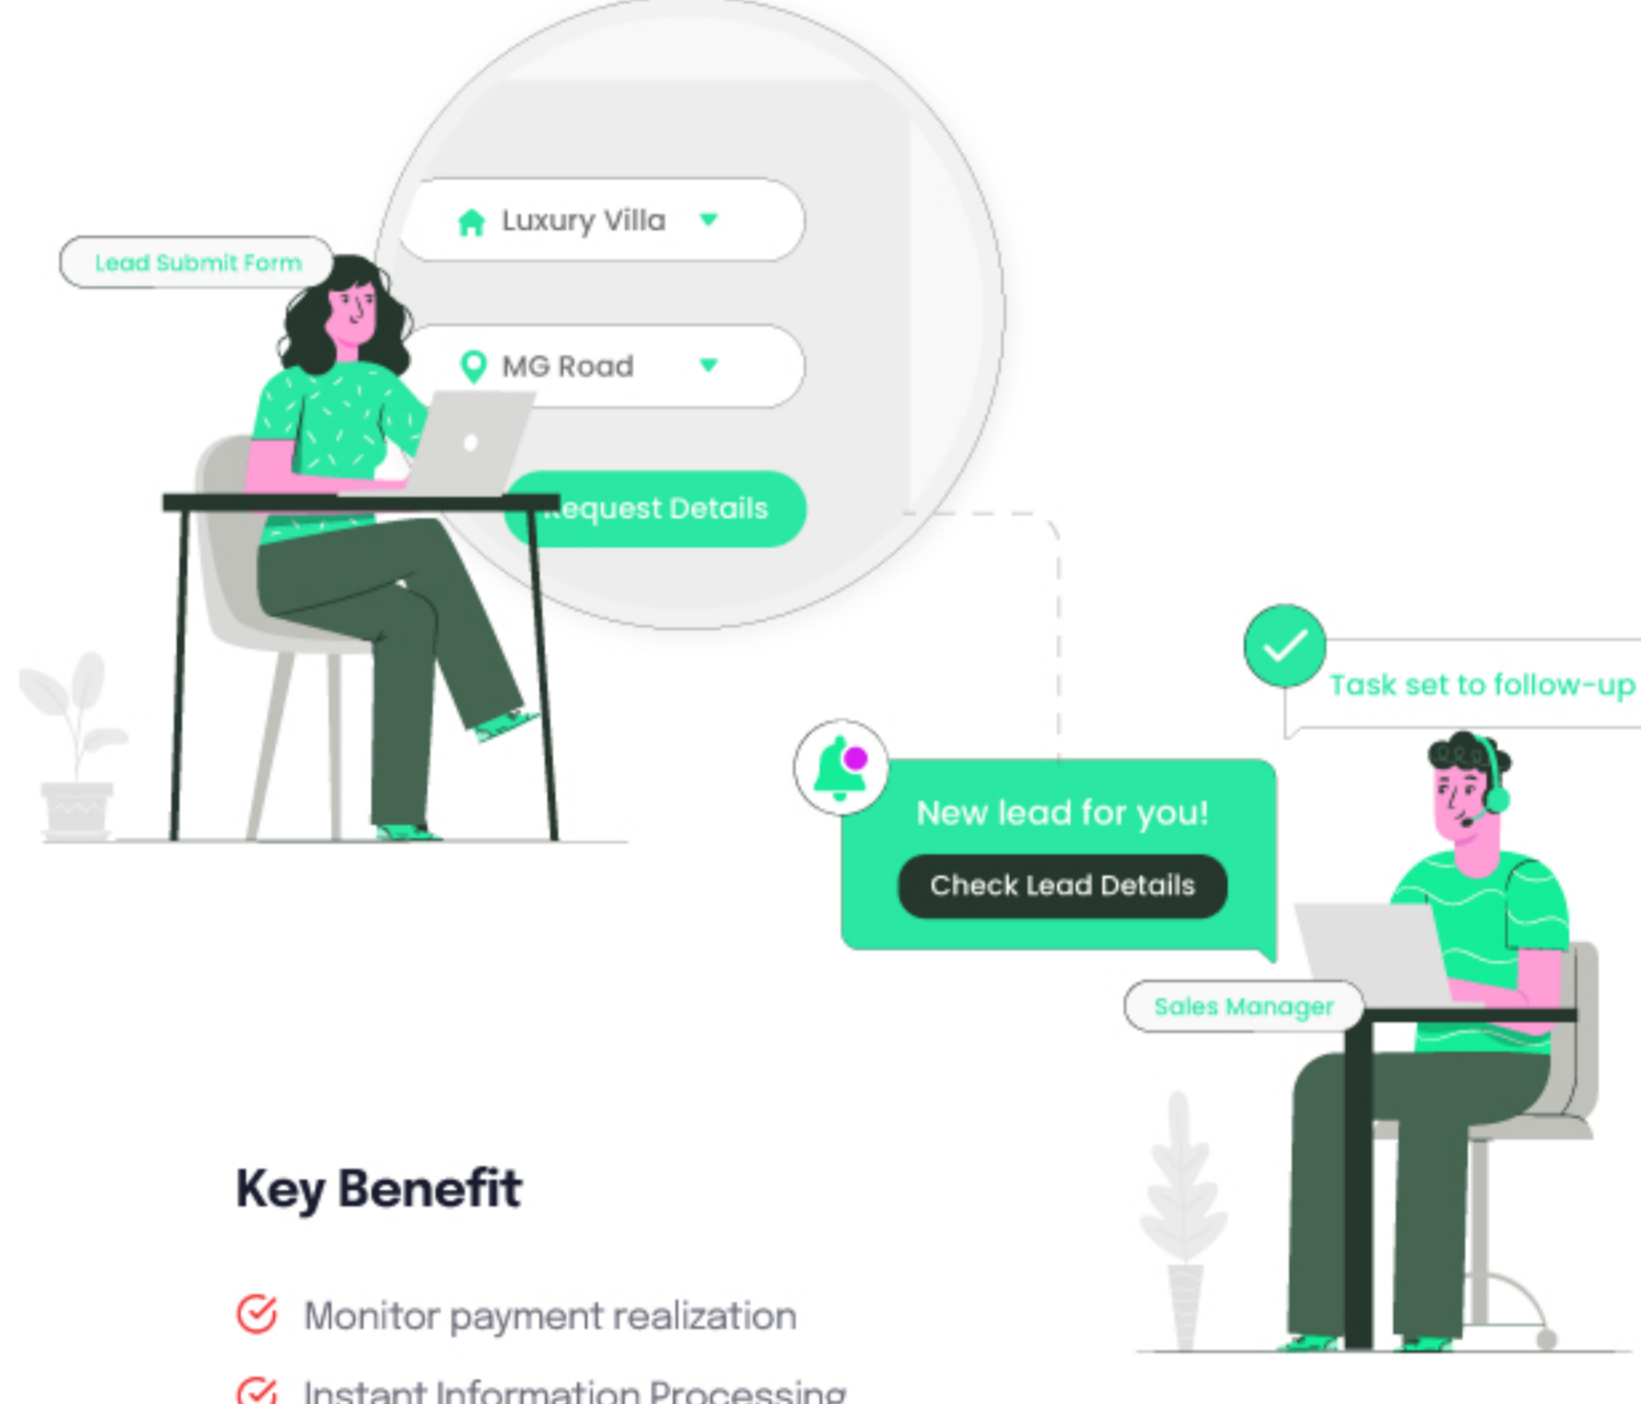 Luxury Villa
Lead Submit Form
MG Road
Request Details
Task set to follow-up
New lead for you!
Check Lead Details
Sales Manager
Key Benefit
Monitor payment realization
Instant Information Processing